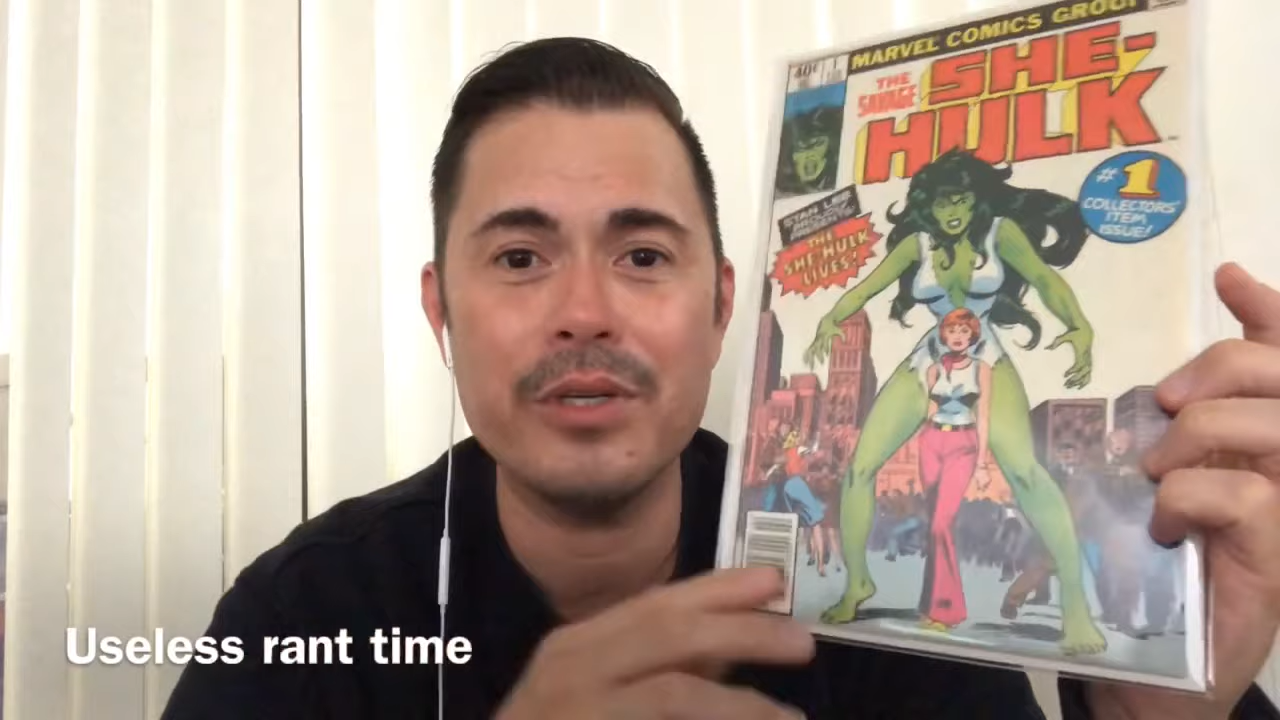 MARVEL COMICS GROUP
40¢ 1
THE
SAVAGE
SHE-
HULK
#1
COLLECTORS'
ITEM
ISSUE!
STAN LEE
PROUDLY
PRESENTS:
THE
SHE-HULK
LIVES!
Useless rant time